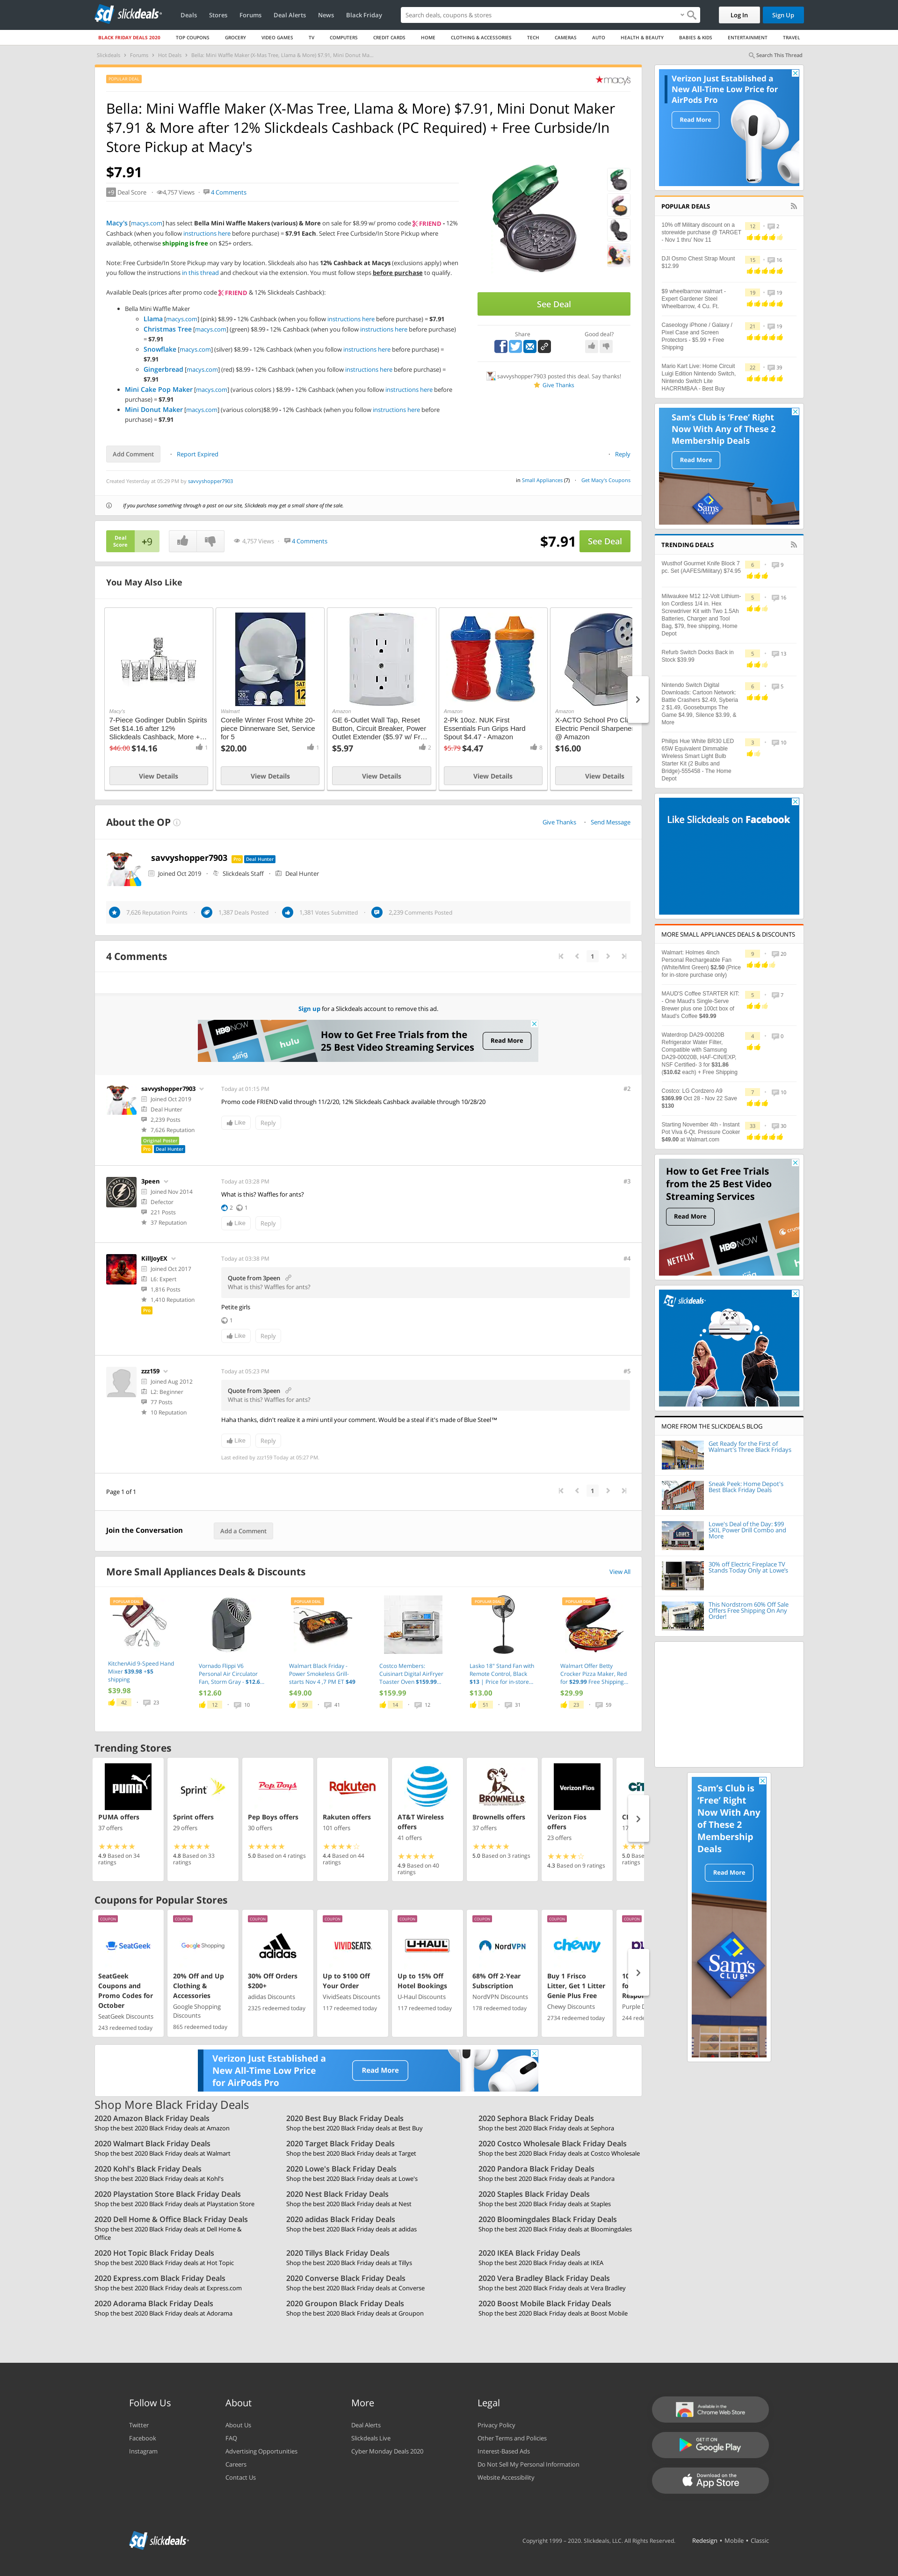 slickdeals
Deals Stores Forums Deal Alerts News Black Friday
Search deals, coupons & stores
Log In Sign Up
BLACK FRIDAY DEALS 2020 TOP COUPONS GROCERY VIDEO GAMES TV COMPUTERS CREDIT CARDS HOME CLOTHING & ACCESSORIES TECH CAMERAS AUTO HEALTH & BEAUTY BABIES & KIDS ENTERTAINMENT TRAVEL
Slickdeals Forums Hot Deals Bella: Mini Waffle Maker (X-Mas Tree, Llama & More) $7.91, Mini Donut Ma...
Search This Thread
POPULAR DEAL
macys
Bella: Mini Waffle Maker (X-Mas Tree, Llama & More) $7.91, Mini Donut Maker
$7.91 & More after 12% Slickdeals Cashback (PC Required) + Free Curbside/In
Store Pickup at Macy's
$7.91
+9 Deal Score 4,757 Views 4 Comments
Macy's [macys.com] has select Bella Mini Waffle Makers (various) & More on sale for $8.99 w/ promo code FRIEND - 12%
Cashback (when you follow instructions here before purchase) = $7.91 Each. Select Free Curbside/In Store Pickup where
available, otherwise shipping is free on $25+ orders.
Note: Free Curbside/In Store Pickup may vary by location. Slickdeals also has 12% Cashback at Macys (exclusions apply) when
you follow the instructions in this thread and checkout via the extension. You must follow steps before purchase to qualify.
Available Deals (prices after promo code FRIEND & 12% Slickdeals Cashback):
Bella Mini Waffle Maker
Llama [macys.com] (pink) $8.99 - 12% Cashback (when you follow instructions here before purchase) = $7.91
Christmas Tree [macys.com] (green) $8.99 - 12% Cashback (when you follow instructions here before purchase)
= $7.91
Snowflake [macys.com] (silver) $8.99 - 12% Cashback (when you follow instructions here before purchase) =
$7.91
Gingerbread [macys.com] (red) $8.99 - 12% Cashback (when you follow instructions here before purchase) =
$7.91
Mini Cake Pop Maker [macys.com] (various colors ) $8.99 - 12% Cashback (when you follow instructions here before
purchase) = $7.91
Mini Donut Maker [macys.com] (various colors)$8.99 - 12% Cashback (when you follow instructions here before
purchase) = $7.91
See Deal
Share Good deal?
savvyshopper7903 posted this deal. Say thanks!
Give Thanks
Add Comment Report Expired Reply
Created Yesterday at 05:29 PM by savvyshopper7903
in Small Appliances (7) Get Macy's Coupons
If you purchase something through a post on our site, Slickdeals may get a small share of the sale.
Deal Score +9 4,757 Views 4 Comments $7.91 See Deal
You May Also Like
Macy's
7-Piece Godinger Dublin Spirits
Set $14.16 after 12%
Slickdeals Cashback, More +...
$46.00 $14.16 1
View Details
Walmart
Corelle Winter Frost White 20-
piece Dinnerware Set, Service
for 5
$20.00 1
View Details
Amazon
GE 6-Outlet Wall Tap, Reset
Button, Circuit Breaker, Power
Outlet Extender ($5.97 w/ Fr...
$5.97 2
View Details
Amazon
2-Pk 10oz. NUK First
Essentials Fun Grips Hard
Spout $4.47 - Amazon
$5.79 $4.47 8
View Details
Amazon
X-ACTO School Pro Cl
Electric Pencil Sharpene
@ Amazon
$16.00
View Details
About the OP
Give Thanks Send Message
savvyshopper7903 Pro Deal Hunter
Joined Oct 2019 Slickdeals Staff Deal Hunter
7,626 Reputation Points 1,387 Deals Posted 1,381 Votes Submitted 2,239 Comments Posted
4 Comments
1
Sign up for a Slickdeals account to remove this ad.
HBO NOW sling hulu
How to Get Free Trials from the
25 Best Video Streaming Services
Read More
savvyshopper7903
Joined Oct 2019
Deal Hunter
2,239 Posts
7,626 Reputation
Original Poster
Pro Deal Hunter
Today at 01:15 PM #2
Promo code FRIEND valid through 11/2/20, 12% Slickdeals Cashback available through 10/28/20
Like Reply
3peen
Joined Nov 2014
Defector
221 Posts
37 Reputation
Today at 03:28 PM #3
What is this? Waffles for ants?
2 1
Like Reply
KillJoyEX
Joined Oct 2017
L6: Expert
1,816 Posts
1,410 Reputation
Pro
Today at 03:38 PM #4
Quote from 3peen
What is this? Waffles for ants?
Petite girls
1
Like Reply
zzz159
Joined Aug 2012
L2: Beginner
77 Posts
10 Reputation
Today at 05:23 PM #5
Quote from 3peen
What is this? Waffles for ants?
Haha thanks, didn't realize it a mini until your comment. Would be a steal if it's made of Blue Steel™
Like Reply
Last edited by zzz159 Today at 05:27 PM
Page 1 of 1
1
Join the Conversation
Add a Comment
More Small Appliances Deals & Discounts
View All
POPULAR DEAL
KitchenAid 9-Speed Hand
Mixer $39.98 +$5
shipping
$39.98
42 23
Vornado Flippi V6
Personal Air Circulator
Fan, Storm Gray - $12.6...
$12.60
12 10
POPULAR DEAL
Walmart Black Friday -
Power Smokeless Grill-
starts Nov 4 ,7 PM ET $49
$49.00
59 41
Costco Members:
Cuisinart Digital AirFryer
Toaster Oven $159.99...
$159.99
14 12
POPULAR DEAL
Lasko 18" Stand Fan with
Remote Control, Black
$13 | Price for in-store...
$13.00
51 31
POPULAR DEAL
Walmart Offer Betty
Crocker Pizza Maker, Red
for $29.99 Free Shipping...
$29.99
23 59
Trending Stores
PUMA
PUMA offers
37 offers
4.9 Based on 34
ratings
Sprint
Sprint offers
29 offers
4.8 Based on 33
ratings
Pep Boys
Pep Boys offers
30 offers
5.0 Based on 4 ratings
Rakuten
Rakuten offers
101 offers
4.4 Based on 44
ratings
AT&T
AT&T Wireless
offers
41 offers
4.9 Based on 40
ratings
BROWNELLS
Brownells offers
37 offers
5.0 Based on 3 ratings
Verizon Fios
Verizon Fios
offers
23 offers
4.3 Based on 9 ratings
5.0 Base
ratings
Coupons for Popular Stores
COUPON
SeatGeek
SeatGeek
Coupons and
Promo Codes for
October
SeatGeek Discounts
243 redeemed today
COUPON
Google Shopping
20% Off and Up
Clothing &
Accessories
Google Shopping
Discounts
865 redeemed today
COUPON
adidas
30% Off Orders
$200+
adidas Discounts
2325 redeemed today
COUPON
VIVIDSEATS
Up to $100 Off
Your Order
VividSeats Discounts
117 redeemed today
COUPON
U-HAUL
Up to 15% Off
Hotel Bookings
U-Haul Discounts
117 redeemed today
COUPON
NordVPN
68% Off 2-Year
Subscription
NordVPN Discounts
178 redeemed today
COUPON
chewy
Buy 1 Frisco
Litter, Get 1 Litter
Genie Plus Free
Chewy Discounts
2734 redeemed today
COUPON
Verizon Just Established a
New All-Time Low Price
for AirPods Pro
Read More
Shop More Black Friday Deals
2020 Amazon Black Friday Deals
Shop the best 2020 Black Friday deals at Amazon
2020 Best Buy Black Friday Deals
Shop the best 2020 Black Friday deals at Best Buy
2020 Sephora Black Friday Deals
Shop the best 2020 Black Friday deals at Sephora
2020 Walmart Black Friday Deals
Shop the best 2020 Black Friday deals at Walmart
2020 Target Black Friday Deals
Shop the best 2020 Black Friday deals at Target
2020 Costco Wholesale Black Friday Deals
Shop the best 2020 Black Friday deals at Costco Wholesale
2020 Kohl's Black Friday Deals
Shop the best 2020 Black Friday deals at Kohl's
2020 Lowe's Black Friday Deals
Shop the best 2020 Black Friday deals at Lowe's
2020 Pandora Black Friday Deals
Shop the best 2020 Black Friday deals at Pandora
2020 Playstation Store Black Friday Deals
Shop the best 2020 Black Friday deals at Playstation Store
2020 Nest Black Friday Deals
Shop the best 2020 Black Friday deals at Nest
2020 Staples Black Friday Deals
Shop the best 2020 Black Friday deals at Staples
2020 Dell Home & Office Black Friday Deals
Shop the best 2020 Black Friday deals at Dell Home &
Office
2020 adidas Black Friday Deals
Shop the best 2020 Black Friday deals at adidas
2020 Bloomingdales Black Friday Deals
Shop the best 2020 Black Friday deals at Bloomingdales
2020 Hot Topic Black Friday Deals
Shop the best 2020 Black Friday deals at Hot Topic
2020 Tillys Black Friday Deals
Shop the best 2020 Black Friday deals at Tillys
2020 IKEA Black Friday Deals
Shop the best 2020 Black Friday deals at IKEA
2020 Express.com Black Friday Deals
Shop the best 2020 Black Friday deals at Express.com
2020 Converse Black Friday Deals
Shop the best 2020 Black Friday deals at Converse
2020 Vera Bradley Black Friday Deals
Shop the best 2020 Black Friday deals at Vera Bradley
2020 Adorama Black Friday Deals
Shop the best 2020 Black Friday deals at Adorama
2020 Groupon Black Friday Deals
Shop the best 2020 Black Friday deals at Groupon
2020 Boost Mobile Black Friday Deals
Shop the best 2020 Black Friday deals at Boost Mobile
Verizon Just Established a
New All-Time Low Price for
AirPods Pro
Read More
POPULAR DEALS
10% off Military discount on a
storewide purchase @ TARGET
- Nov 1 thru' Nov 11
12 2
DJI Osmo Chest Strap Mount
$12.99
15 16
$9 wheelbarrow walmart -
Expert Gardener Steel
Wheelbarrow, 4 Cu. Ft.
19 19
Caseology iPhone / Galaxy /
Pixel Case and Screen
Protectors - $5.99 + Free
Shipping
21 19
Mario Kart Live: Home Circuit
Luigi Edition Nintendo Switch,
Nintendo Switch Lite
HACRRMBAA - Best Buy
22 39
Sam's Club is 'Free' Right
Now With Any of These 2
Membership Deals
Read More
Sam's CLUB
TRENDING DEALS
Wusthof Gourmet Knife Block 7
pc. Set (AAFES/Military) $74.95
6 9
Milwaukee M12 12-Volt Lithium-
Ion Cordless 1/4 in. Hex
Screwdriver Kit with Two 1.5Ah
Batteries, Charger and Tool
Bag, $79, free shipping, Home
Depot
5 16
Refurb Switch Docks Back in
Stock $39.99
5 13
Nintendo Switch Digital
Downloads: Cartoon Network:
Battle Crashers $2.49, Syberia
2 $1.49, Goosebumps The
Game $4.99, Silence $3.99, &
More
6 5
Philips Hue White BR30 LED
65W Equivalent Dimmable
Wireless Smart Light Bulb
Starter Kit (2 Bulbs and
Bridge)-555458 - The Home
Depot
3 10
Like Slickdeals on Facebook
MORE SMALL APPLIANCES DEALS & DISCOUNTS
Walmart: Holmes 4inch
Personal Rechargeable Fan
(White/Mint Green) $2.50 (Price
for in-store purchase only)
9 20
MAUD'S Coffee STARTER KIT:
- One Maud's Single-Serve
Brewer plus one 100ct box of
Maud's Coffee $49.99
5 7
Waterdrop DA29-00020B
Refrigerator Water Filter,
Compatible with Samsung
DA29-00020B, HAF-CIN/EXP,
NSF Certified- 3 for $31.86
($10.62 each) + Free Shipping
4 0
Costco: LG Cordzero A9
$369.99 Oct 28 - Nov 22 Save
$130
7 10
Starting November 4th - Instant
Pot Viva 6-Qt. Pressure Cooker
$49.00 at Walmart.com
33 30
How to Get Free Trials
from the 25 Best Video
Streaming Services
Read More
NETFLIX HBO NOW
slickdeals
MORE FROM THE SLICKDEALS BLOG
Get Ready for the First of
Walmart's Three Black Fridays
Sneak Peek: Home Depot's
Best Black Friday Deals
Lowe's Deal of the Day: $99
SKIL Power Drill Combo and
More
30% off Electric Fireplace TV
Stands Today Only at Lowe's
This Nordstrom 60% Off Sale
Offers Free Shipping On Any
Order!
Sam's Club is
'Free' Right
Now With Any
of These 2
Membership
Deals
Read More
Sam's CLUB
Follow Us
Twitter
Facebook
Instagram
About
About Us
FAQ
Advertising Opportunities
Careers
Contact Us
More
Deal Alerts
Slickdeals Live
Cyber Monday Deals 2020
Legal
Privacy Policy
Other Terms and Policies
Interest-Based Ads
Do Not Sell My Personal Information
Website Accessibility
Available in the
Chrome Web Store
GET IT ON
Google Play
Download on the
App Store
slickdeals
Copyright 1999 - 2020. Slickdeals, LLC. All Rights Reserved. Redesign • Mobile • Classic